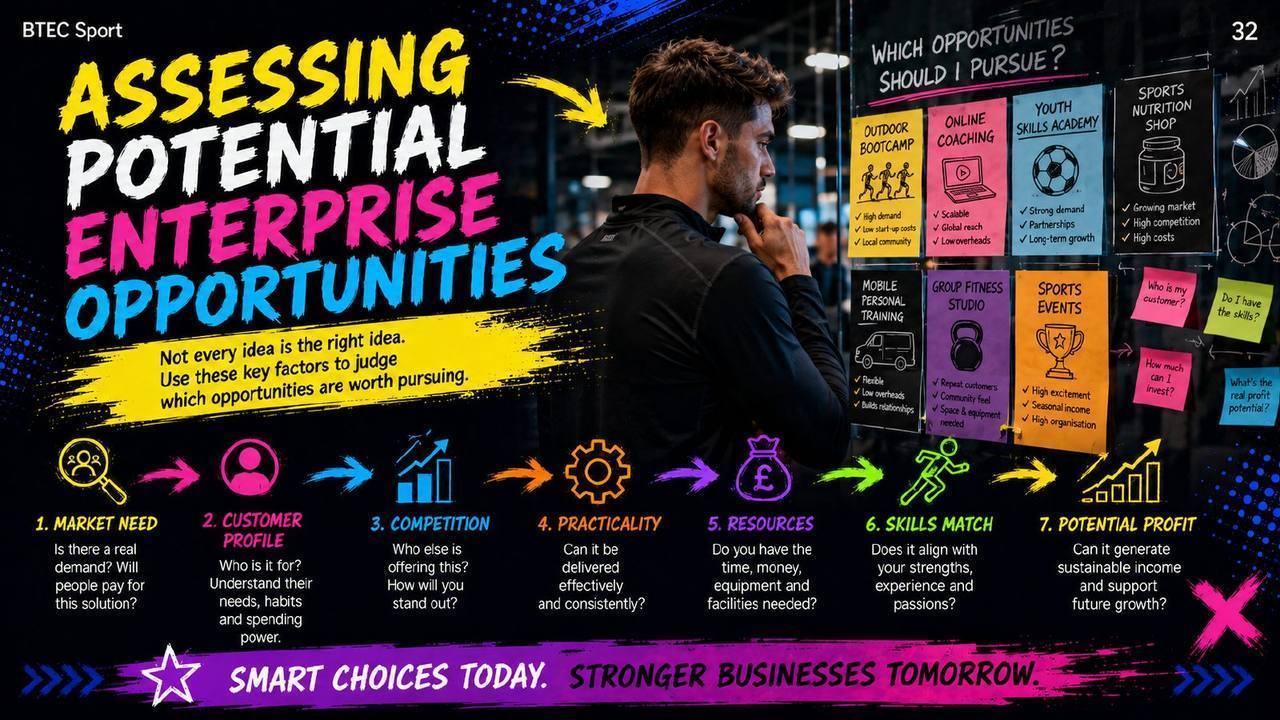 BTEC Sport
32
ASSESSING
POTENTIAL
ENTERPRISE
OPPORTUNITIES
Not every idea is the right idea.
Use these key factors to judge
which opportunities are worth pursuing.
WHICH OPPORTUNITIES
SHOULD I PURSUE?
OUTDOOR
BOOTCAMP
✓ High demand
✓ Low start-up costs
✓ Local community
ONLINE
COACHING
✓ Scalable
✓ Global reach
✓ Low overheads
YOUTH
SKILLS ACADEMY
✓ Strong demand
✓ Partnerships
✓ Long-term growth
SPORTS
NUTRITION
SHOP
✓ Growing market
✓ High competition
✓ High costs
MOBILE
PERSONAL
TRAINING
✓ Flexible
✓ Low overheads
✓ Builds relationships
GROUP FITNESS
STUDIO
✓ Repeat customers
✓ Community feel
✓ Space & equipment
needed
SPORTS
EVENTS
✓ High excitement
✓ Seasonal income
✓ High organisation
Who is my
customer?
Do I have
the skills?
How much
can I
invest?
What's the
real profit
potential?
1. MARKET NEED
Is there a real
demand? Will
people pay for
this solution?
2. CUSTOMER
PROFILE
Who is it for?
Understand their
needs, habits
and spending
power.
3. COMPETITION
Who else is
offering this?
How will you
stand out?
4. PRACTICALITY
Can it be
delivered
effectively
and consistently?
£
5. RESOURCES
Do you have the
time, money,
equipment and
facilities needed?
6. SKILLS MATCH
Does it align with
your strengths,
experience and
passions?
7. POTENTIAL PROFIT
Can it generate
sustainable income
and support
future growth?
SMART CHOICES TODAY. STRONGER BUSINESSES TOMORROW.